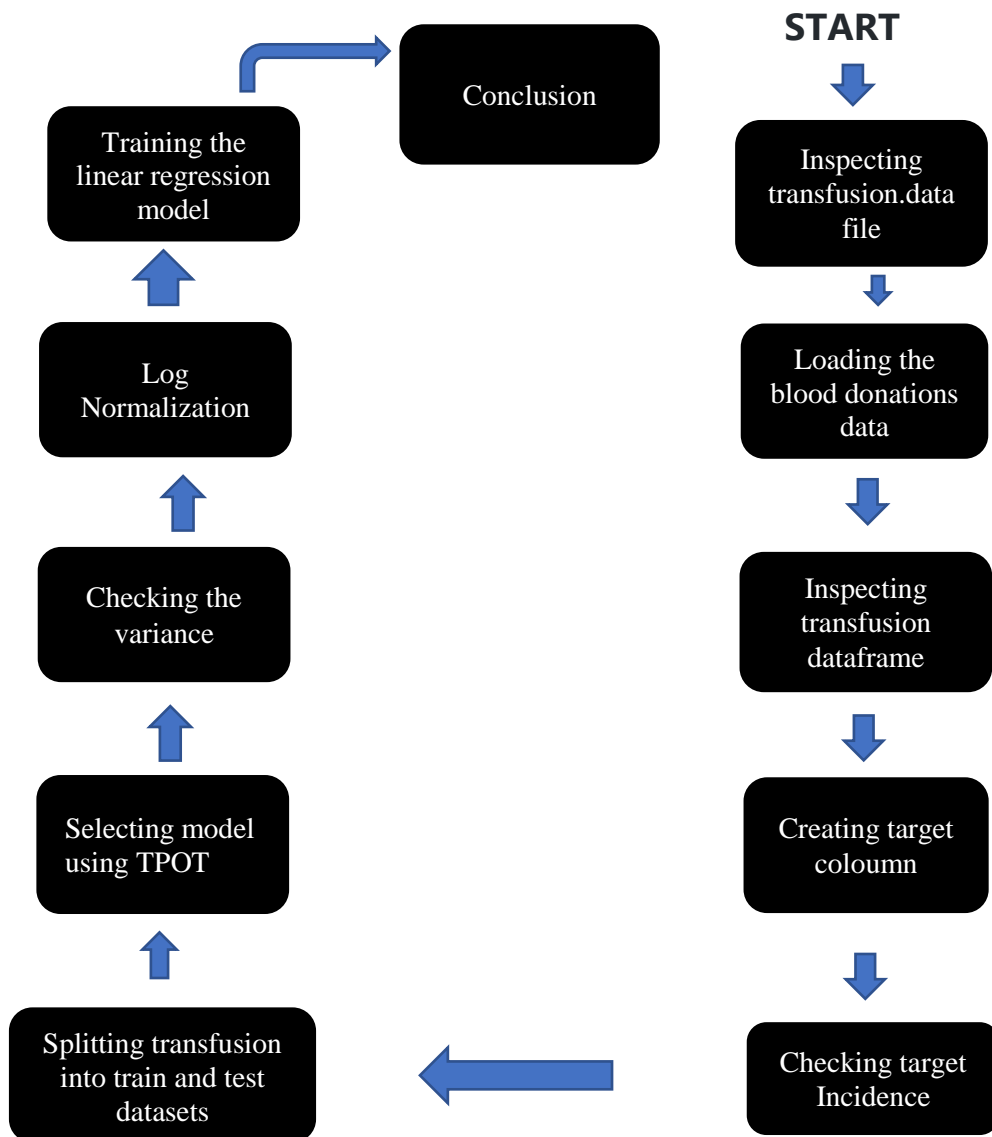 START
Inspecting
transfusion.data
file
Loading the
blood donations
data
Inspecting
transfusion
dataframe
Creating target
coloumn
Checking target
Incidence
Splitting transfusion
into train and test
datasets
Selecting model
using TPOT
Checking the
variance
Log
Normalization
Training the
linear regression
model
Conclusion